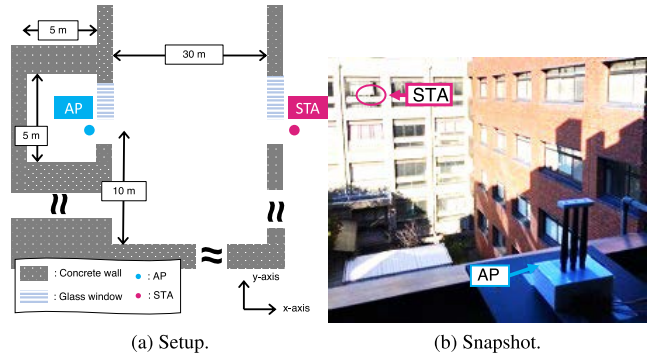 5 m
30 m
AP
STA
5 m
10 m
: Concrete wall
: AP
: Glass window
: STA
y-axis
x-axis
STA
AP
(a) Setup.
(b) Snapshot.